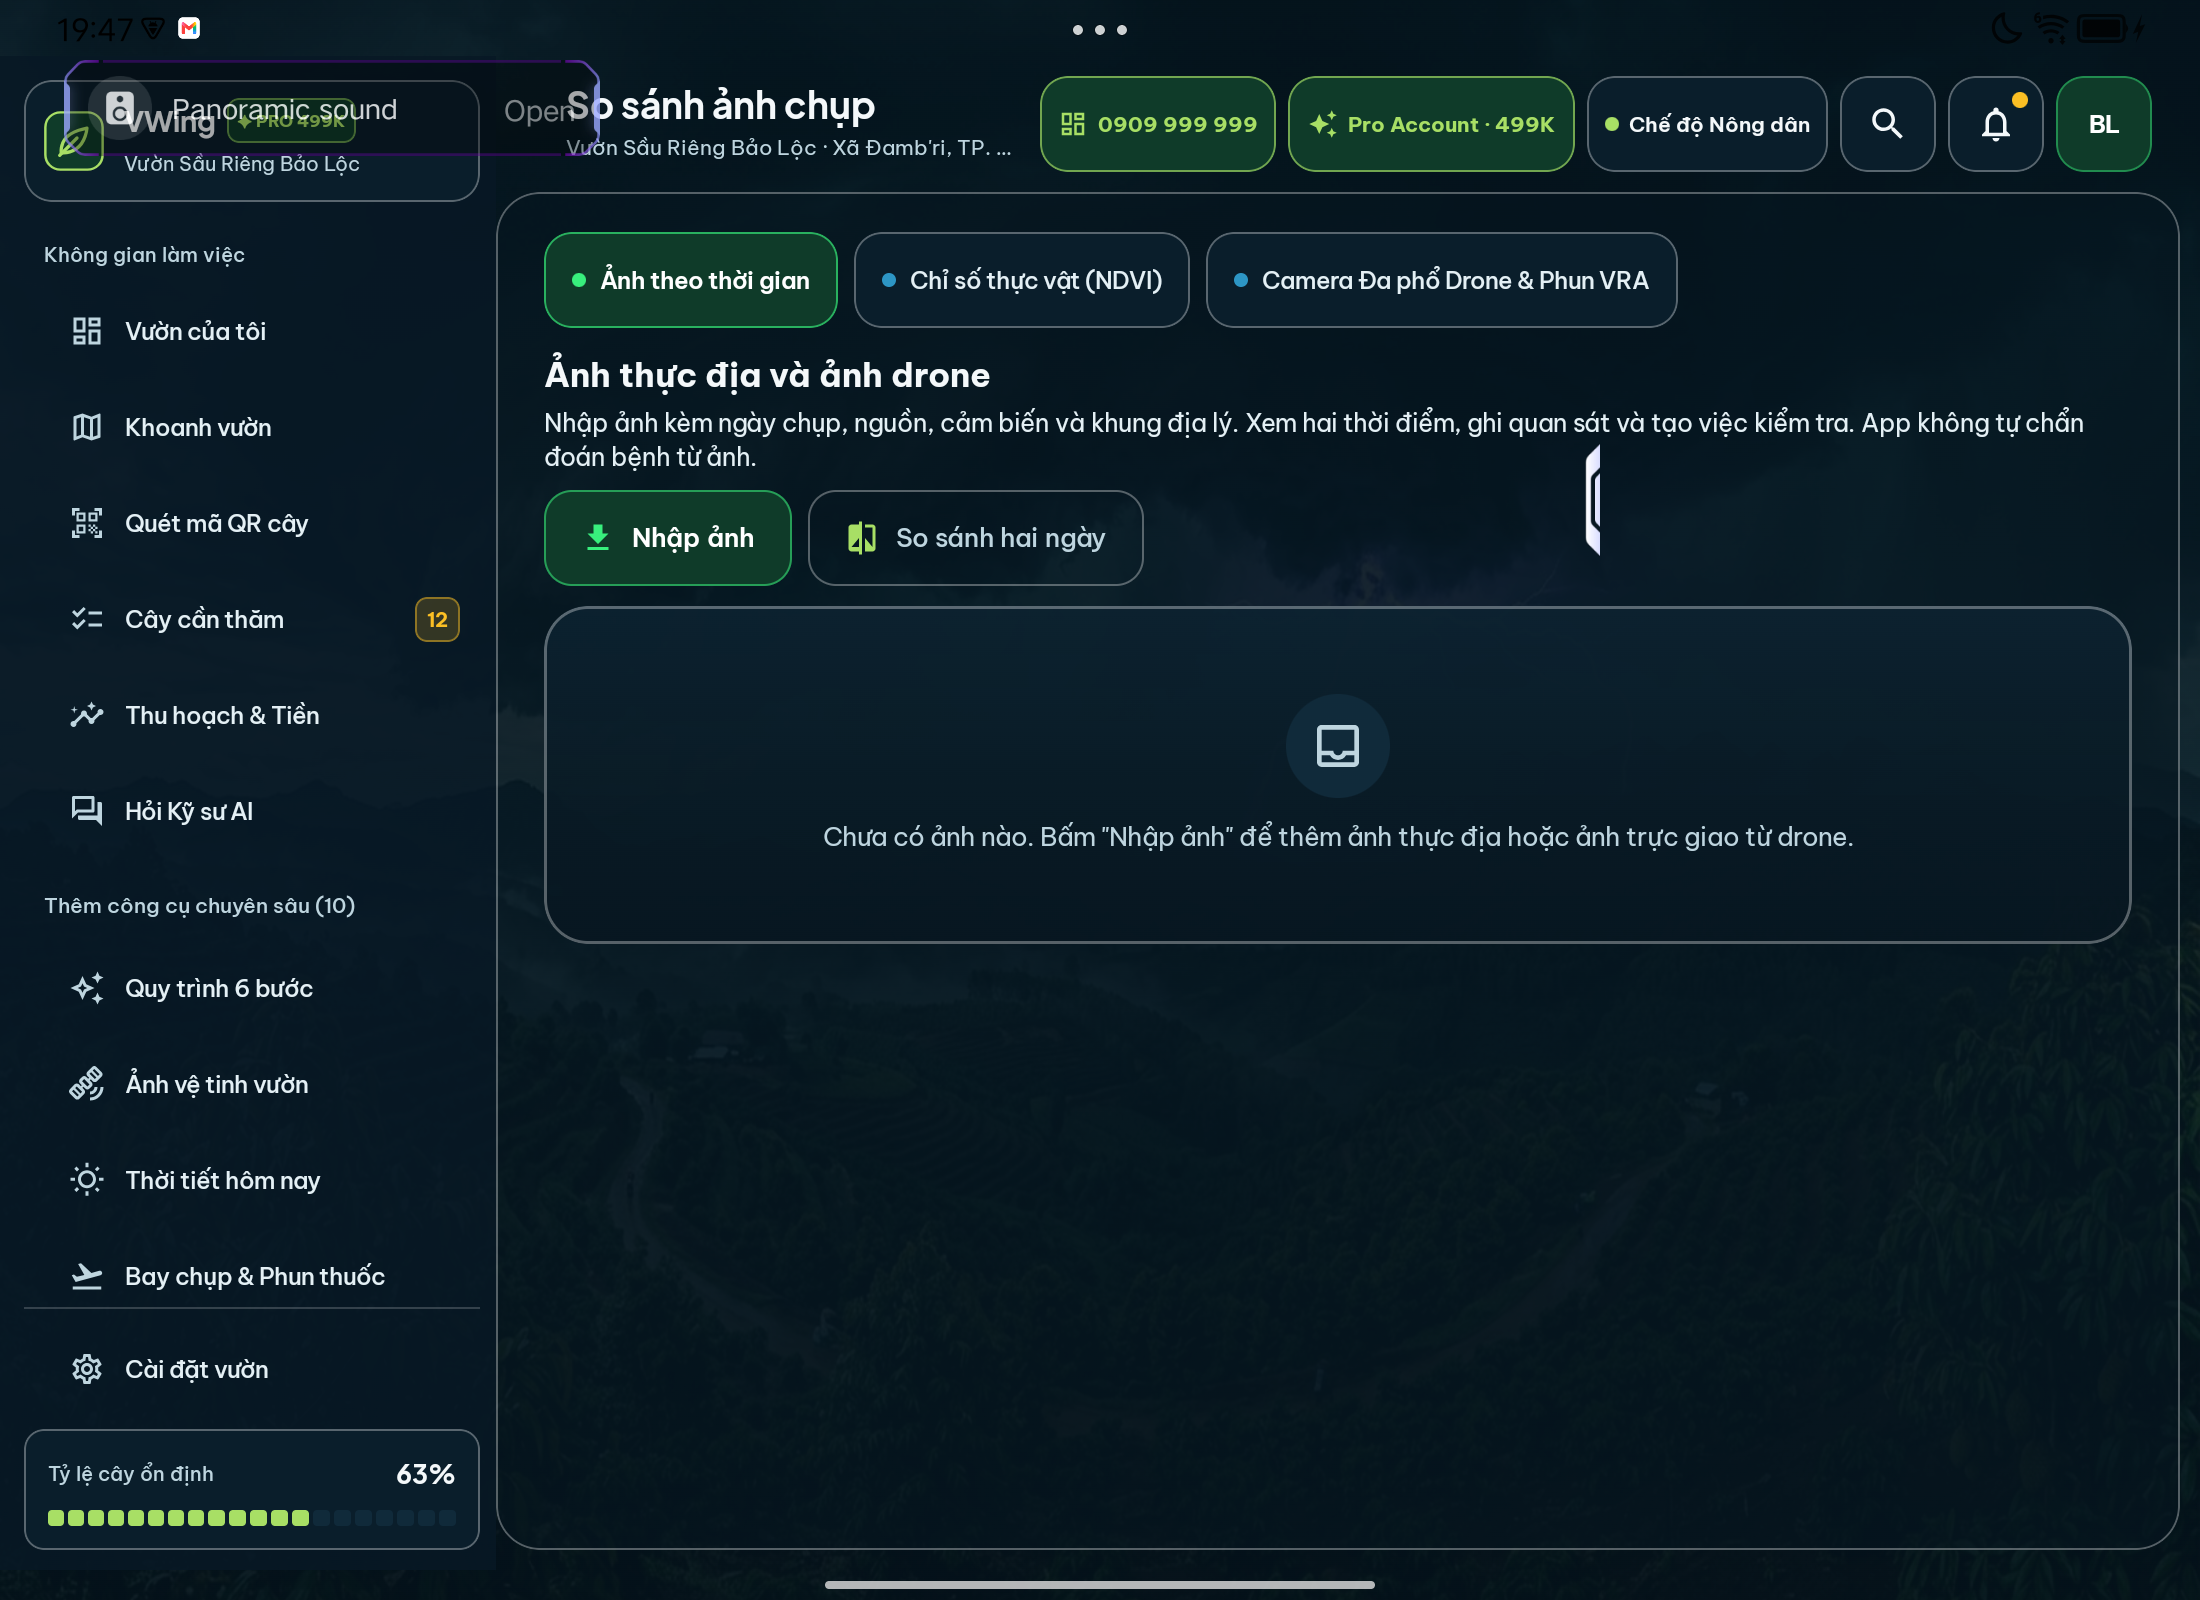 19:47
Panoramic sound
Open
VWing
PRO 499K
Vườn Sầu Riêng Bảo Lộc
So sánh ảnh chụp
Vườn Sầu Riêng Bảo Lộc · Xã Đamb'ri, TP. ...
0909 999 999
Pro Account · 499K
Chế độ Nông dân
BL
Không gian làm việc
Vườn của tôi
Khoanh vườn
Quét mã QR cây
Cây cần thăm
12
Thu hoạch & Tiền
Hỏi Kỹ sư AI
Thêm công cụ chuyên sâu (10)
Quy trình 6 bước
Ảnh vệ tinh vườn
Thời tiết hôm nay
Bay chụp & Phun thuốc
Cài đặt vườn
Tỷ lệ cây ổn định
63%
Ảnh theo thời gian
Chỉ số thực vật (NDVI)
Camera Đa phổ Drone & Phun VRA
Ảnh thực địa và ảnh drone
Nhập ảnh kèm ngày chụp, nguồn, cảm biến và khung địa lý. Xem hai thời điểm, ghi quan sát và tạo việc kiểm tra. App không tự chẩn
đoán bệnh từ ảnh.
Nhập ảnh
So sánh hai ngày
Chưa có ảnh nào. Bấm "Nhập ảnh" để thêm ảnh thực địa hoặc ảnh trực giao từ drone.